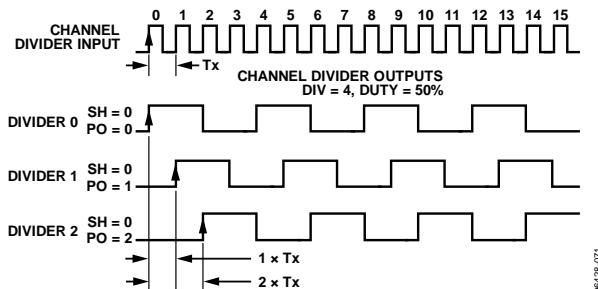 0 1 2 3 4 5 6 7 8 9 10 11 12 13 14 15
CHANNEL
DIVIDER INPUT
Tx
CHANNEL DIVIDER OUTPUTS
DIV = 4, DUTY = 50%
DIVIDER 0
SH = 0
PO = 0
DIVIDER 1
SH = 0
PO = 1
DIVIDER 2
SH = 0
PO = 2
1 × Tx
2 × Tx
06428-071